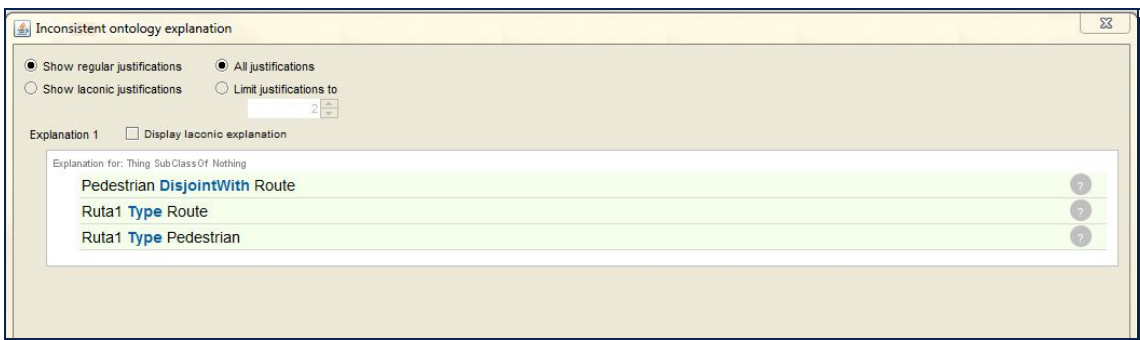 Inconsistent ontology explanation
Show regular justifications All justifications
Show laconic justifications Limit justifications to
2
Explanation 1 Display laconic explanation
Explanation for: Thing SubClassOf Nothing
Pedestrian DisjointWith Route ?
Ruta1 Type Route ?
Ruta1 Type Pedestrian ?